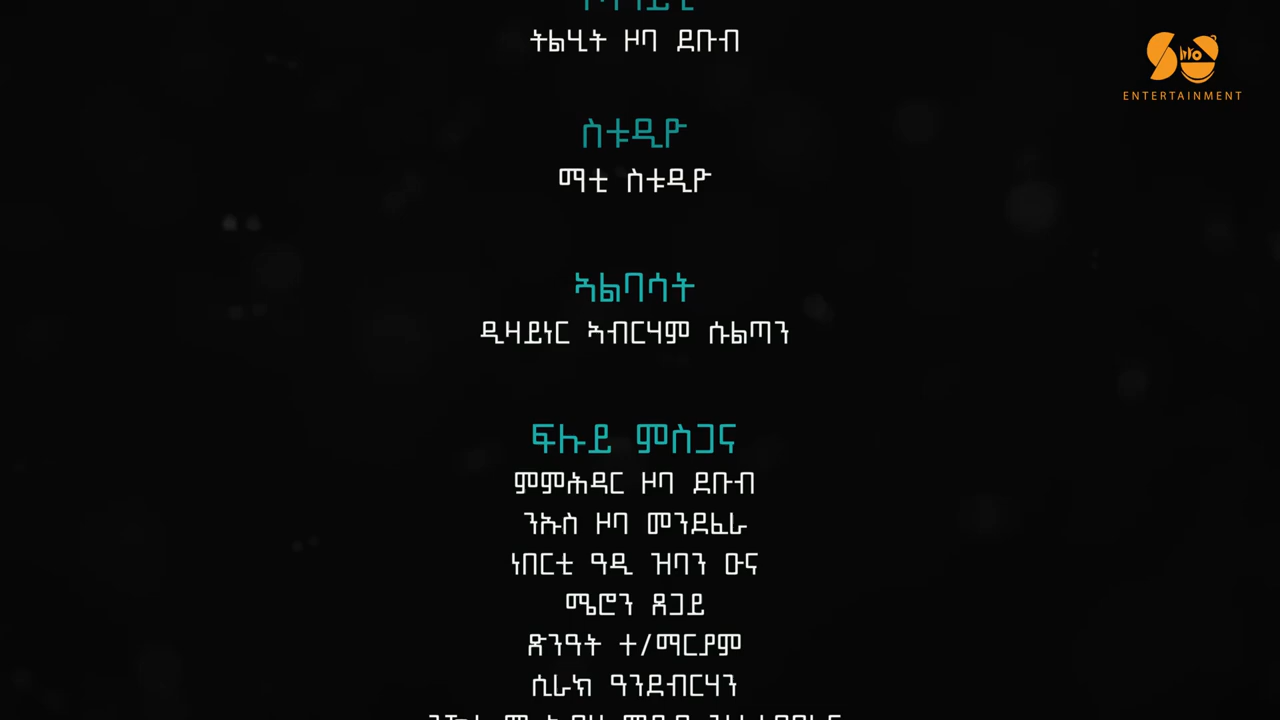 ትልሂት ዞባ ደቡብ
ENTERTAINMENT
ስቱዲዮ
ማቲ ስቱዲዮ
ኣልባሳት
ዲዛይነር ኣብርሃም ሱልጣን
ፍሉይ ምስጋና
ምምሕዳር ዞባ ደቡብ
ንኡስ ዞባ መንደፈራ
ነበርቲ ዓዲ ዝባን ዑና
ሜሮን ጸጋይ
ጽንዓት ተ/ማርያም
ሲራክ ዓንደብርሃን